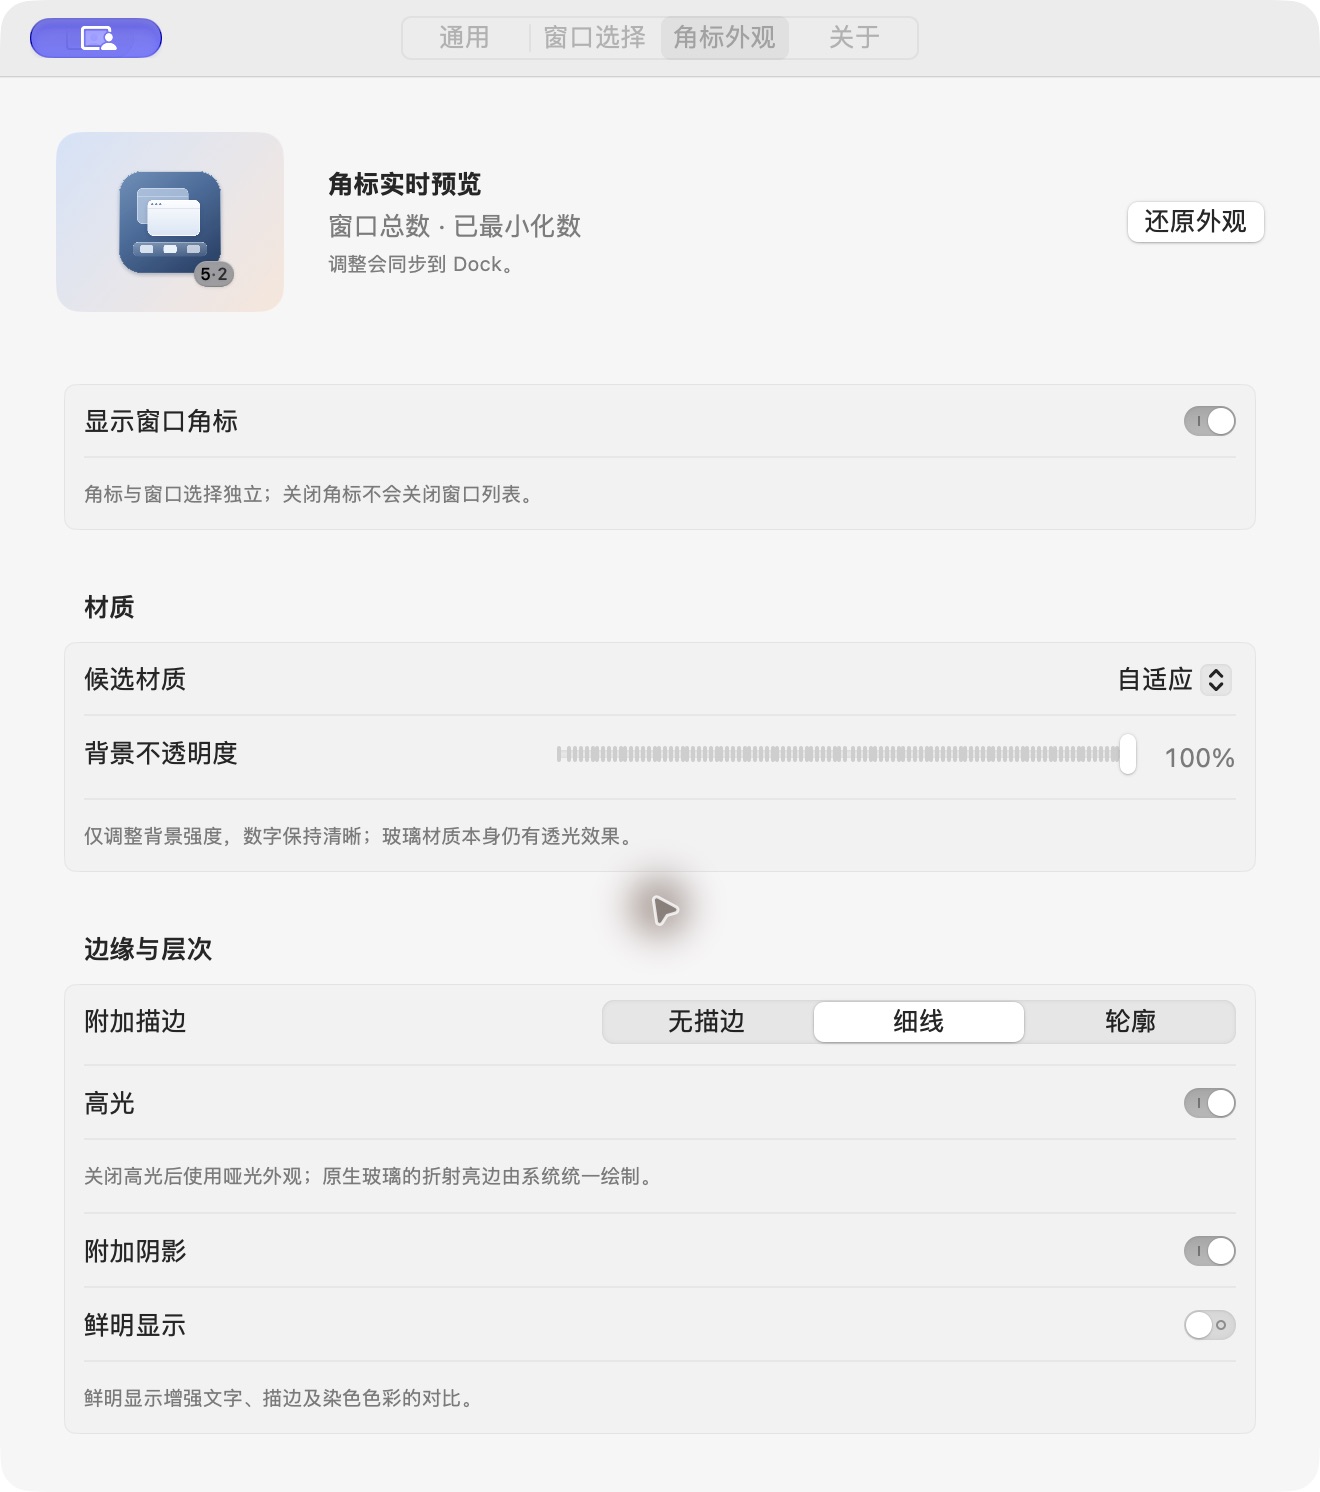 通用
窗口选择
角标外观
关于
角标实时预览
窗口总数 · 已最小化数
调整会同步到 Dock。
还原外观
5·2
显示窗口角标
角标与窗口选择独立；关闭角标不会关闭窗口列表。
材质
候选材质
自适应
背景不透明度
100%
仅调整背景强度，数字保持清晰；玻璃材质本身仍有透光效果。
边缘与层次
附加描边
无描边
细线
轮廓
高光
关闭高光后使用哑光外观；原生玻璃的折射亮边由系统统一绘制。
附加阴影
鲜明显示
鲜明显示增强文字、描边及染色色彩的对比。